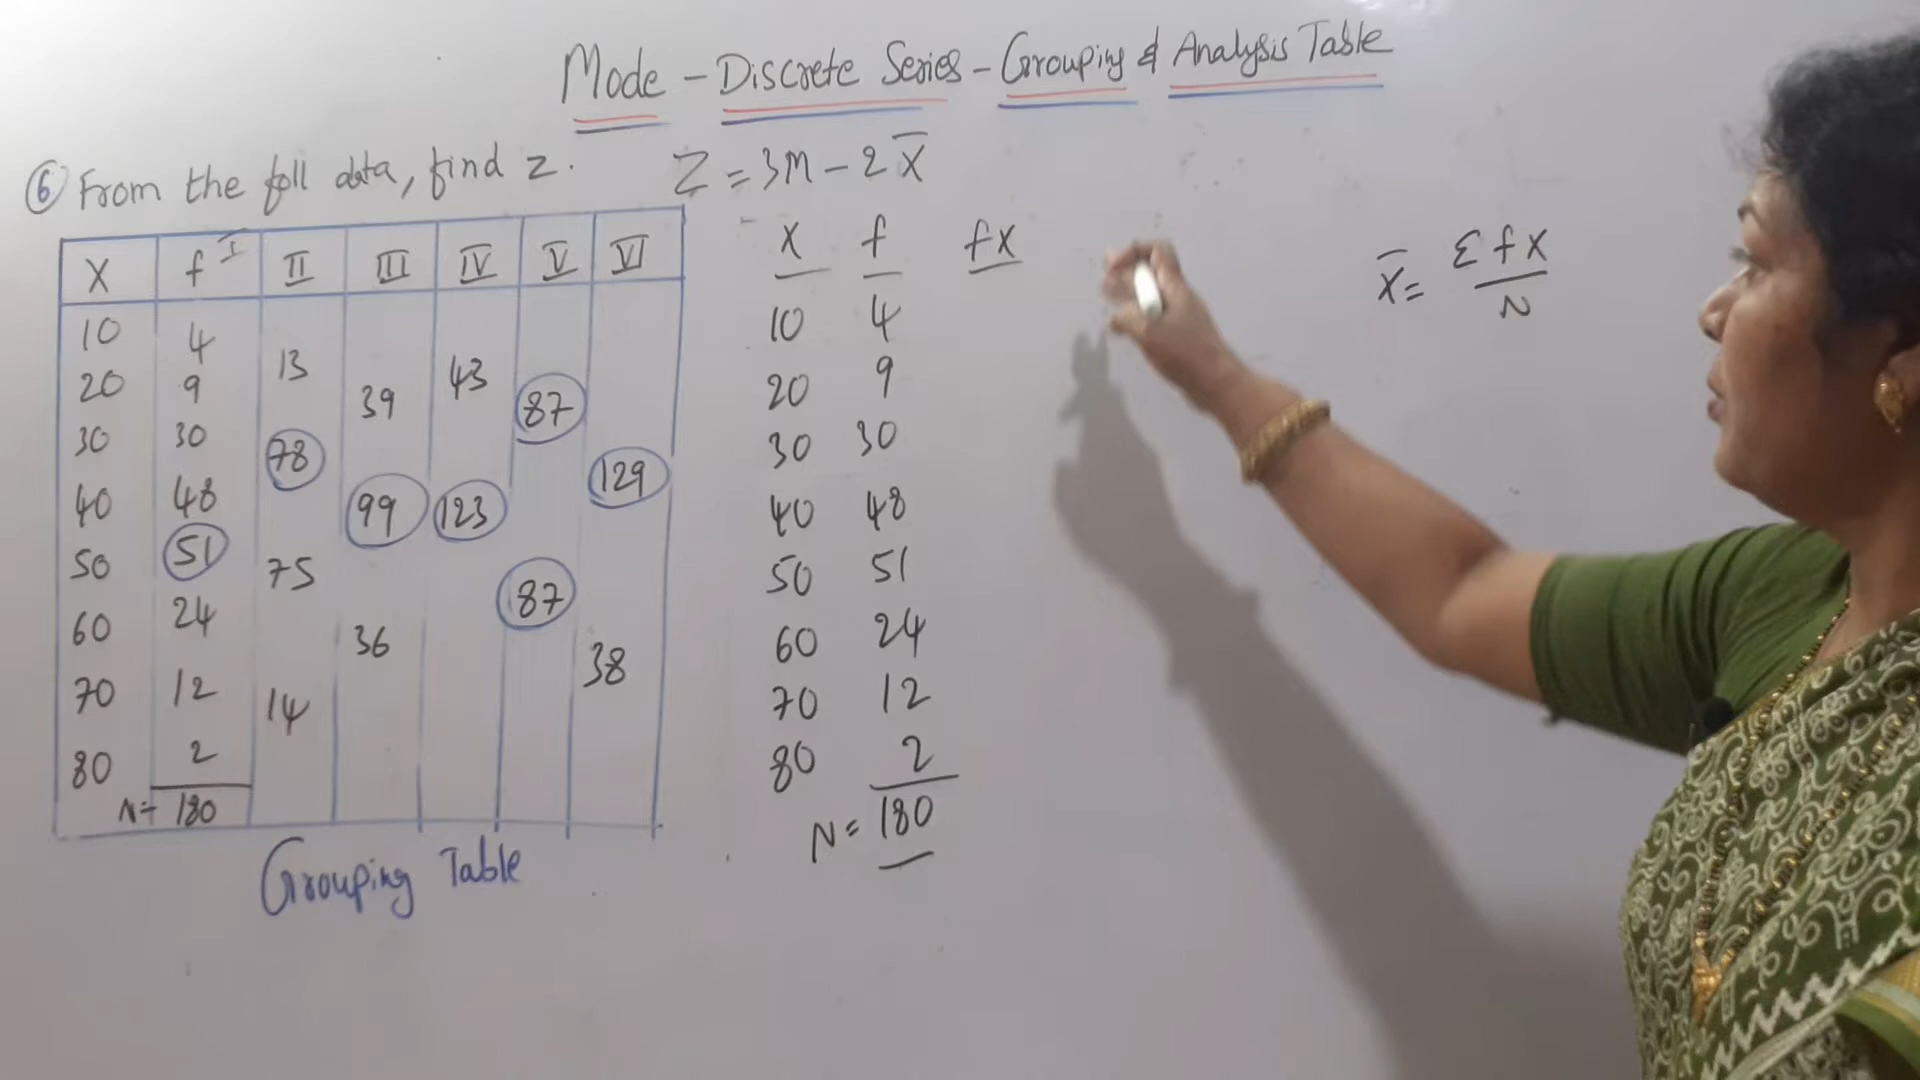 Mode - Discrete Series - Grouping & Analysis Table
⑥ From the foll data, find Z.
Z = 3M - 2X̅
X f I II III IV V VI
10 4
13 43
20 9
39 87
30 30
78 129
40 48
99 123
50 51
75 87
60 24
36 38
70 12
14
80 2
N= 180
Grouping Table
X f fX
10 4
20 9
30 30
40 48
50 51
60 24
70 12
80 2
N= 180
X̅= Σ fX
N